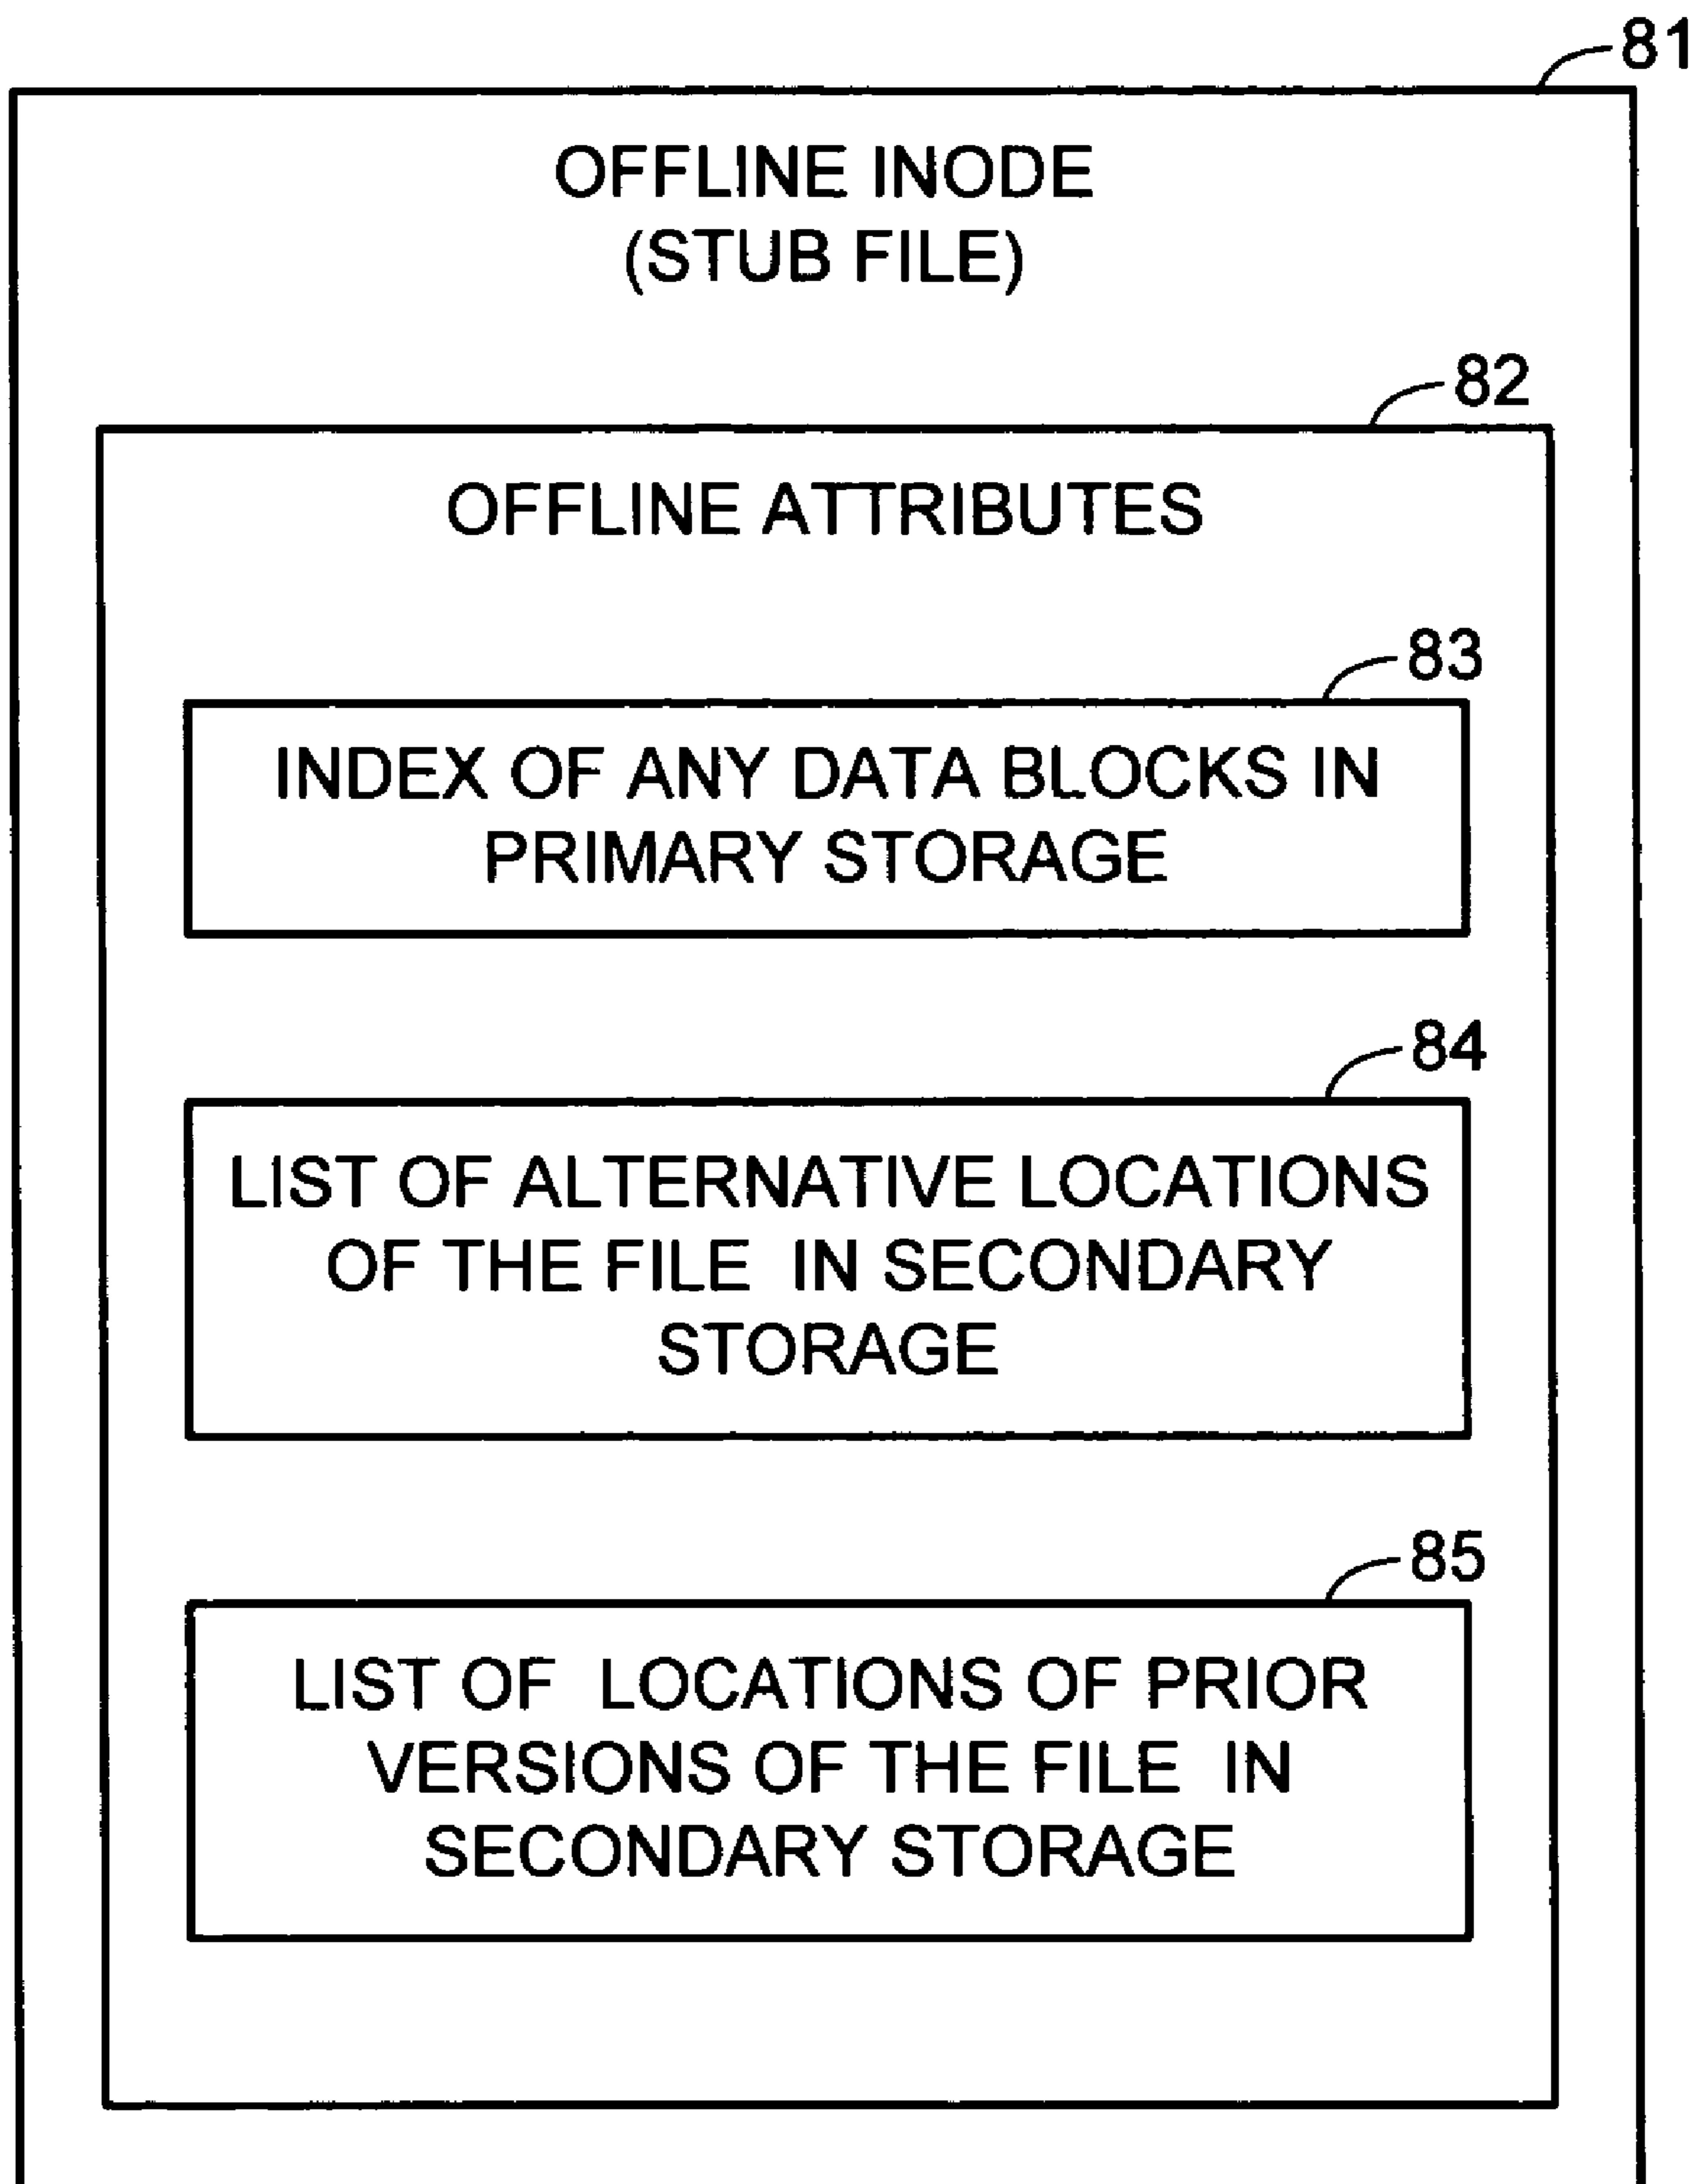 81
OFFLINE INODE
(STUB FILE)
82
OFFLINE ATTRIBUTES
83
INDEX OF ANY DATA BLOCKS IN
PRIMARY STORAGE
84
LIST OF ALTERNATIVE LOCATIONS
OF THE FILE IN SECONDARY
STORAGE
85
LIST OF LOCATIONS OF PRIOR
VERSIONS OF THE FILE IN
SECONDARY STORAGE